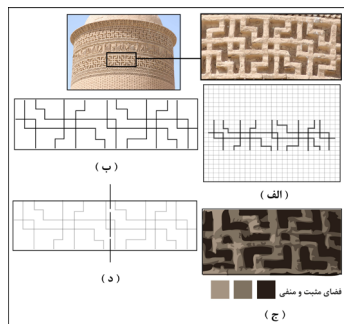 ( ب )
( الف )
( د )
فضای مثبت و منفی
( ج )